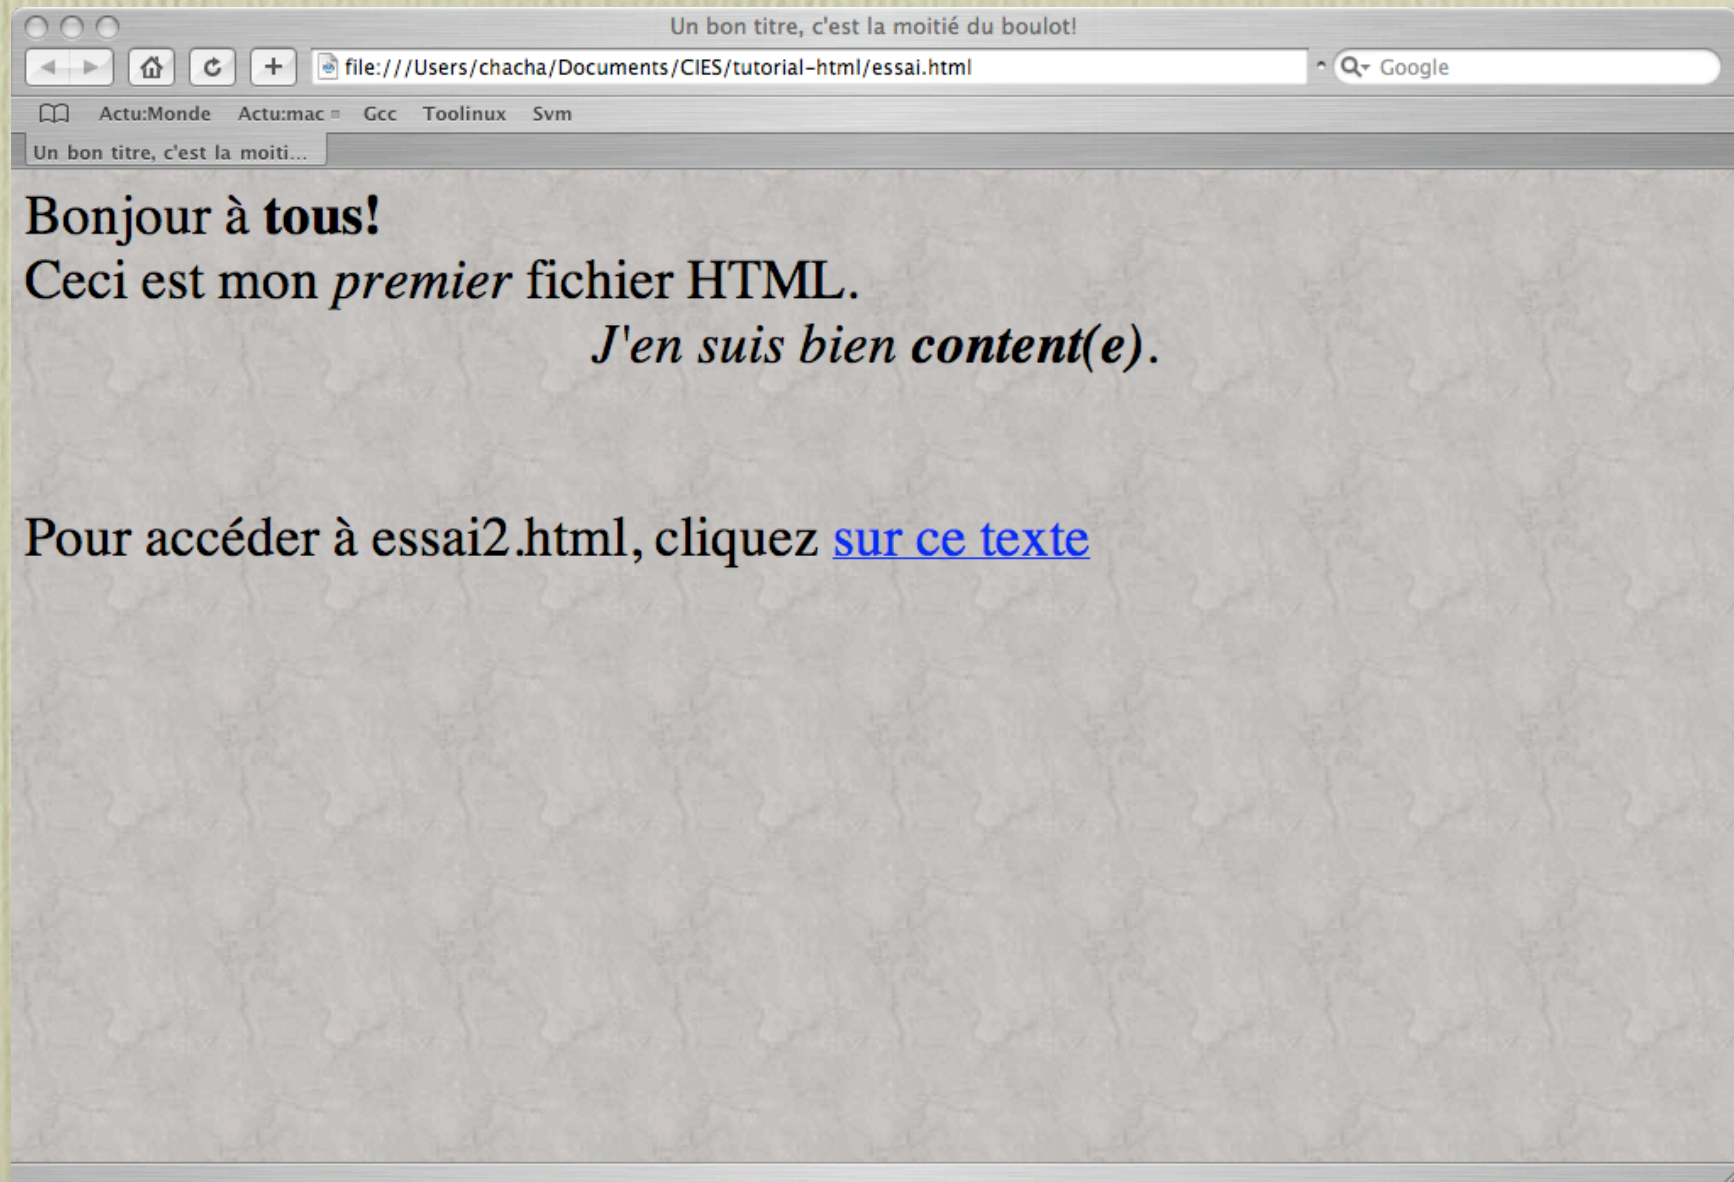 Un bon titre, c'est la moitié du boulot!
file:///Users/chacha/Documents/CIES/tutorial-html/essai.html
Google
Actu:Monde Actu:mac Gcc Toolinux Svm
Un bon titre, c'est la moiti...
Bonjour à tous!
Ceci est mon premier fichier HTML.
J'en suis bien content(e).
Pour accéder à essai2.html, cliquez sur ce texte